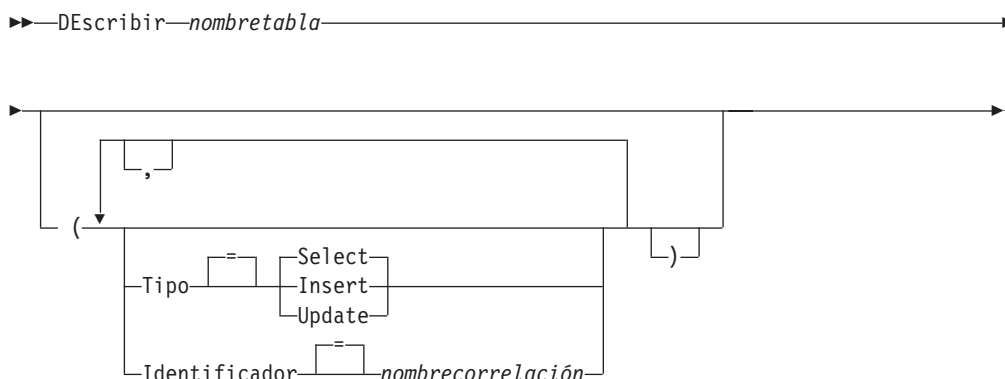 DEscribir nombretabla
,
(
)
=
Select
Tipo
Insert
Update
=
Identificador nombrecorrelación